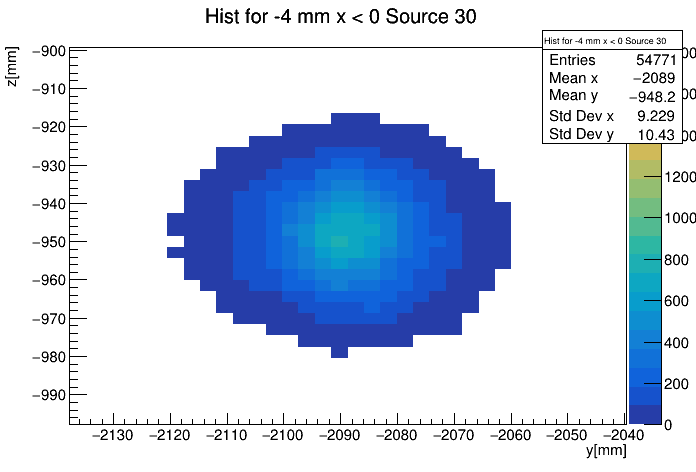 Hist for -4 mm x < 0 Source 30
Hist for -4 mm x < 0 Source 30
Entries 54771
Mean x −2089
Mean y −948.2
Std Dev x 9.229
Std Dev y 10.43
z[mm]
−900
−910
−920
−930
−940
−950
−960
−970
−980
−990
1200
1000
800
600
400
200
0
−2130 −2120 −2110 −2100 −2090 −2080 −2070 −2060 −2050 −2040
y[mm]